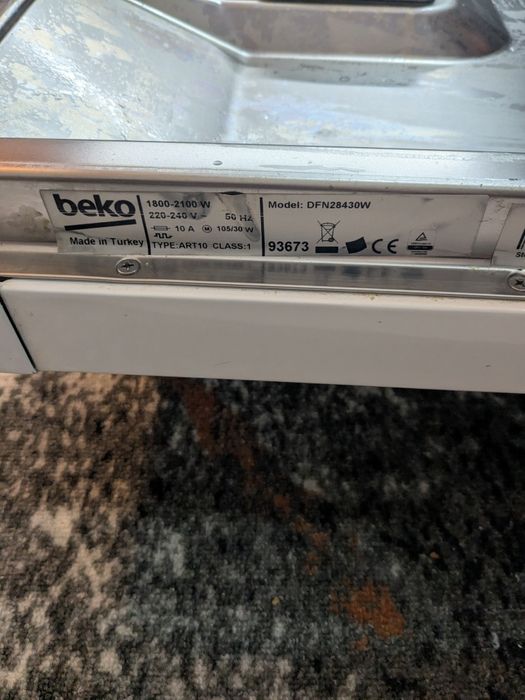 beko
Made in Turkey
1800-2100 W
220-240 V ~ 50 Hz
10 A M 105/30 W
TYPE:ART10 CLASS:1
Model: DFN28430W
93673 CE